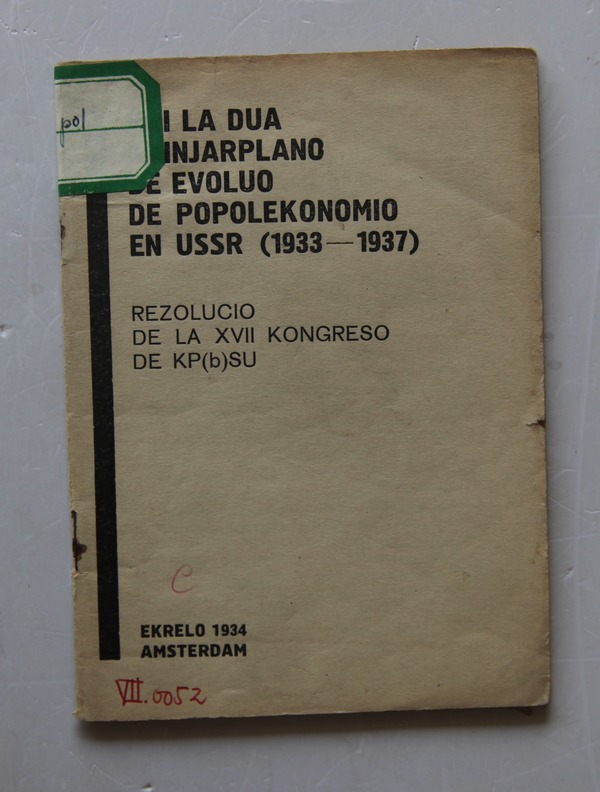 pol
I LA DUA
INJARPLANO
DE EVOLUO
DE POPOLEKONOMIO
EN USSR (1933—1937)
REZOLUCIO
DE LA XVII KONGRESO
DE KP(b)SU
C
EKRELO 1934
AMSTERDAM
VII.0052